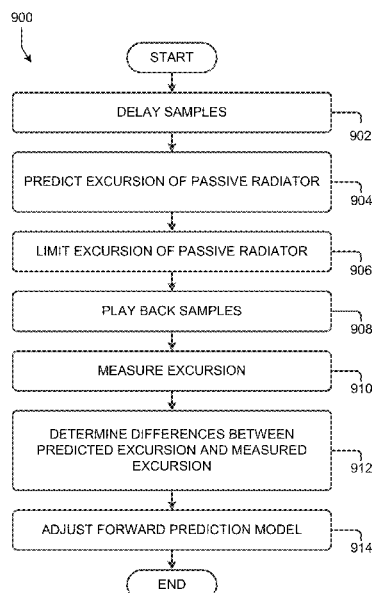 900
START
DELAY SAMPLES
902
PREDICT EXCURSION OF PASSIVE RADIATOR
904
LIMIT EXCURSION OF PASSIVE RADIATOR
906
PLAY BACK SAMPLES
908
MEASURE EXCURSION
910
DETERMINE DIFFERENCES BETWEEN
PREDICTED EXCURSION AND MEASURED
EXCURSION
912
ADJUST FORWARD PREDICTION MODEL
914
END